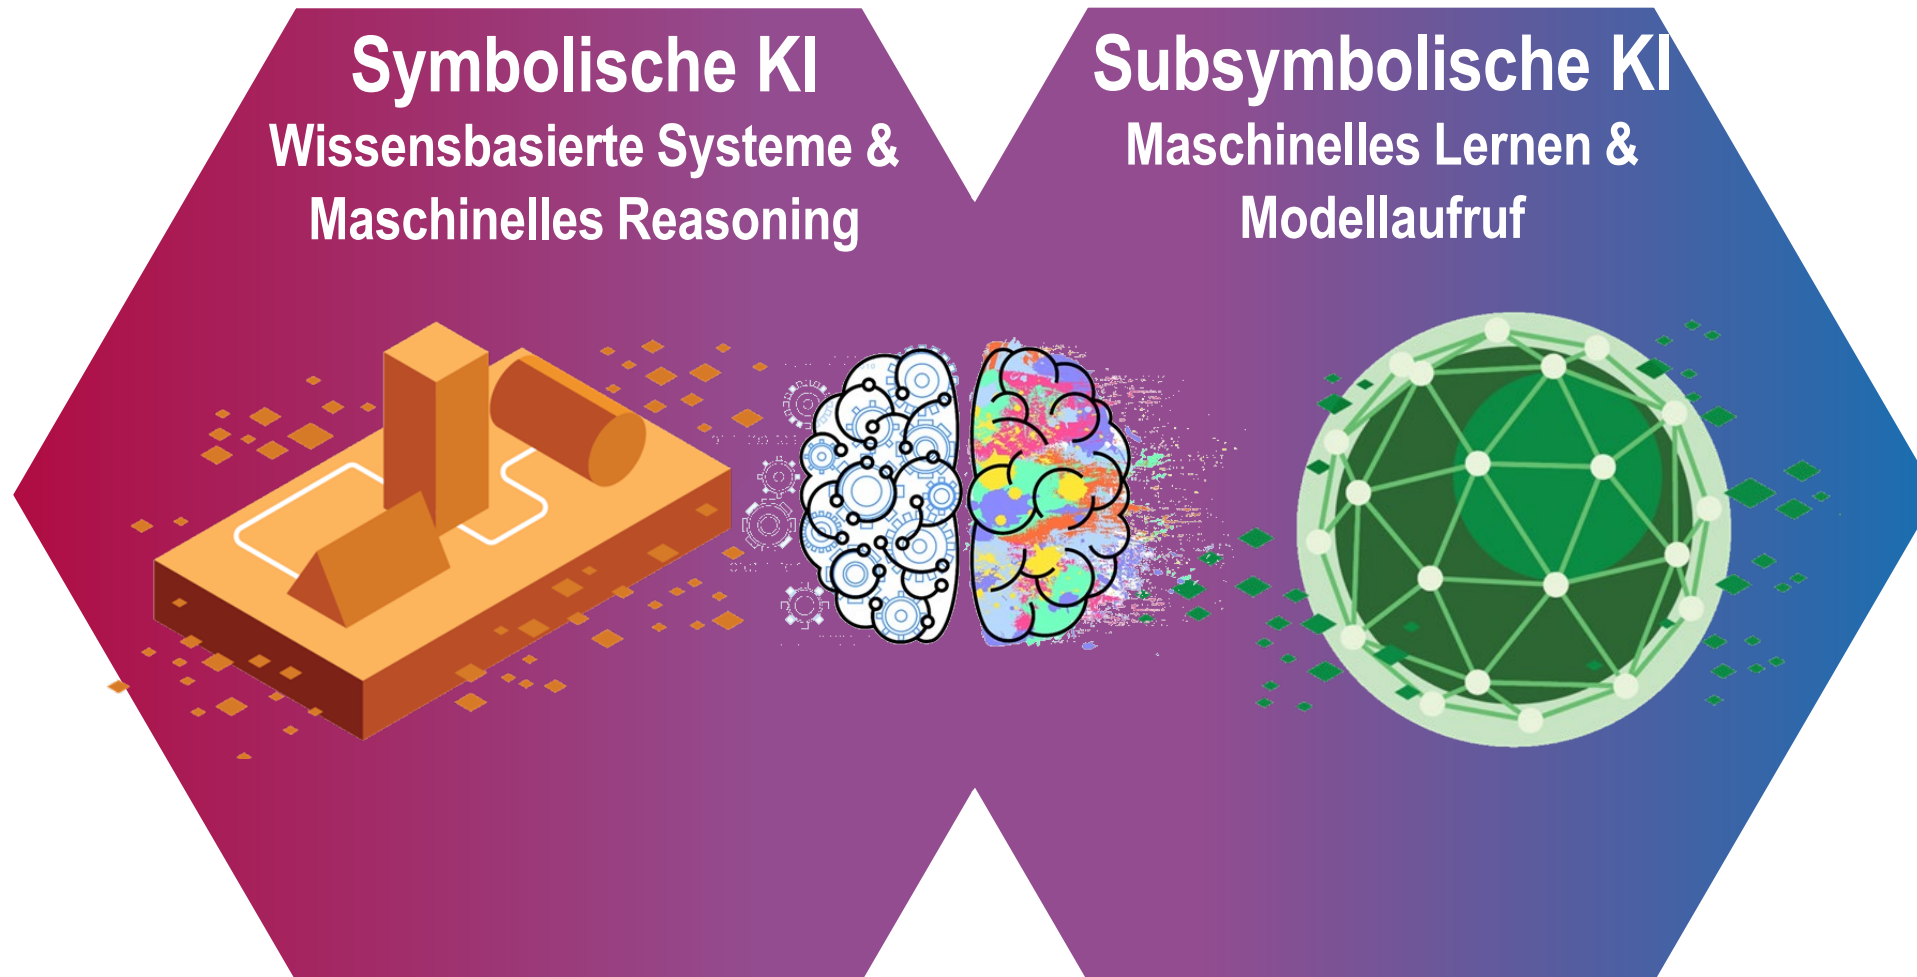 Symbolische KI
Wissensbasierte Systeme &
Maschinelles Reasoning
Subsymbolische KI
Maschinelles Lernen &
Modellaufruf